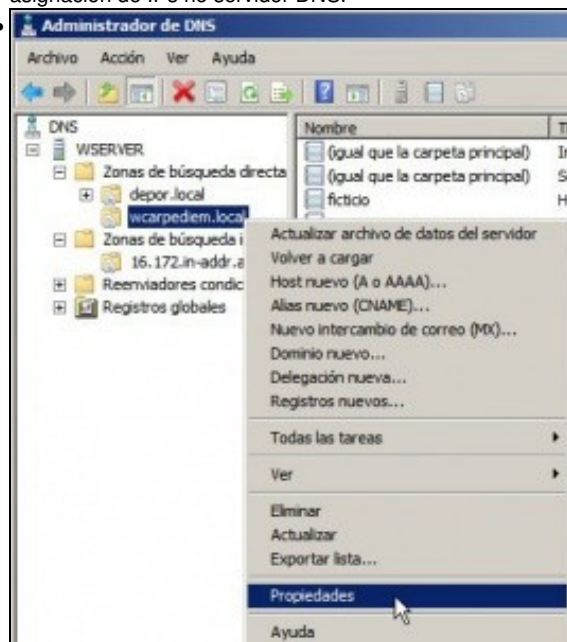 asignación de IPs no servidor DNS.
Administrador de DNS
Archivo Acción Ver Ayuda
DNS
WSERVER
Zonas de búsqueda directa
depor.local
wcarpediem.local
Zonas de búsqueda i
16.172.in-addr.a
Reenviadores condic
Registros globales
Nombre
(igual que la carpeta principal)
(igual que la carpeta principal)
ficticio
Actualizar archivo de datos del servidor
Volver a cargar
Host nuevo (A o AAAA)...
Alias nuevo (CNAME)...
Nuevo intercambio de correo (MX)...
Dominio nuevo...
Delegación nueva...
Registros nuevos...
Todas las tareas
Ver
Eliminar
Actualizar
Exportar lista...
Propiedades
Ayuda